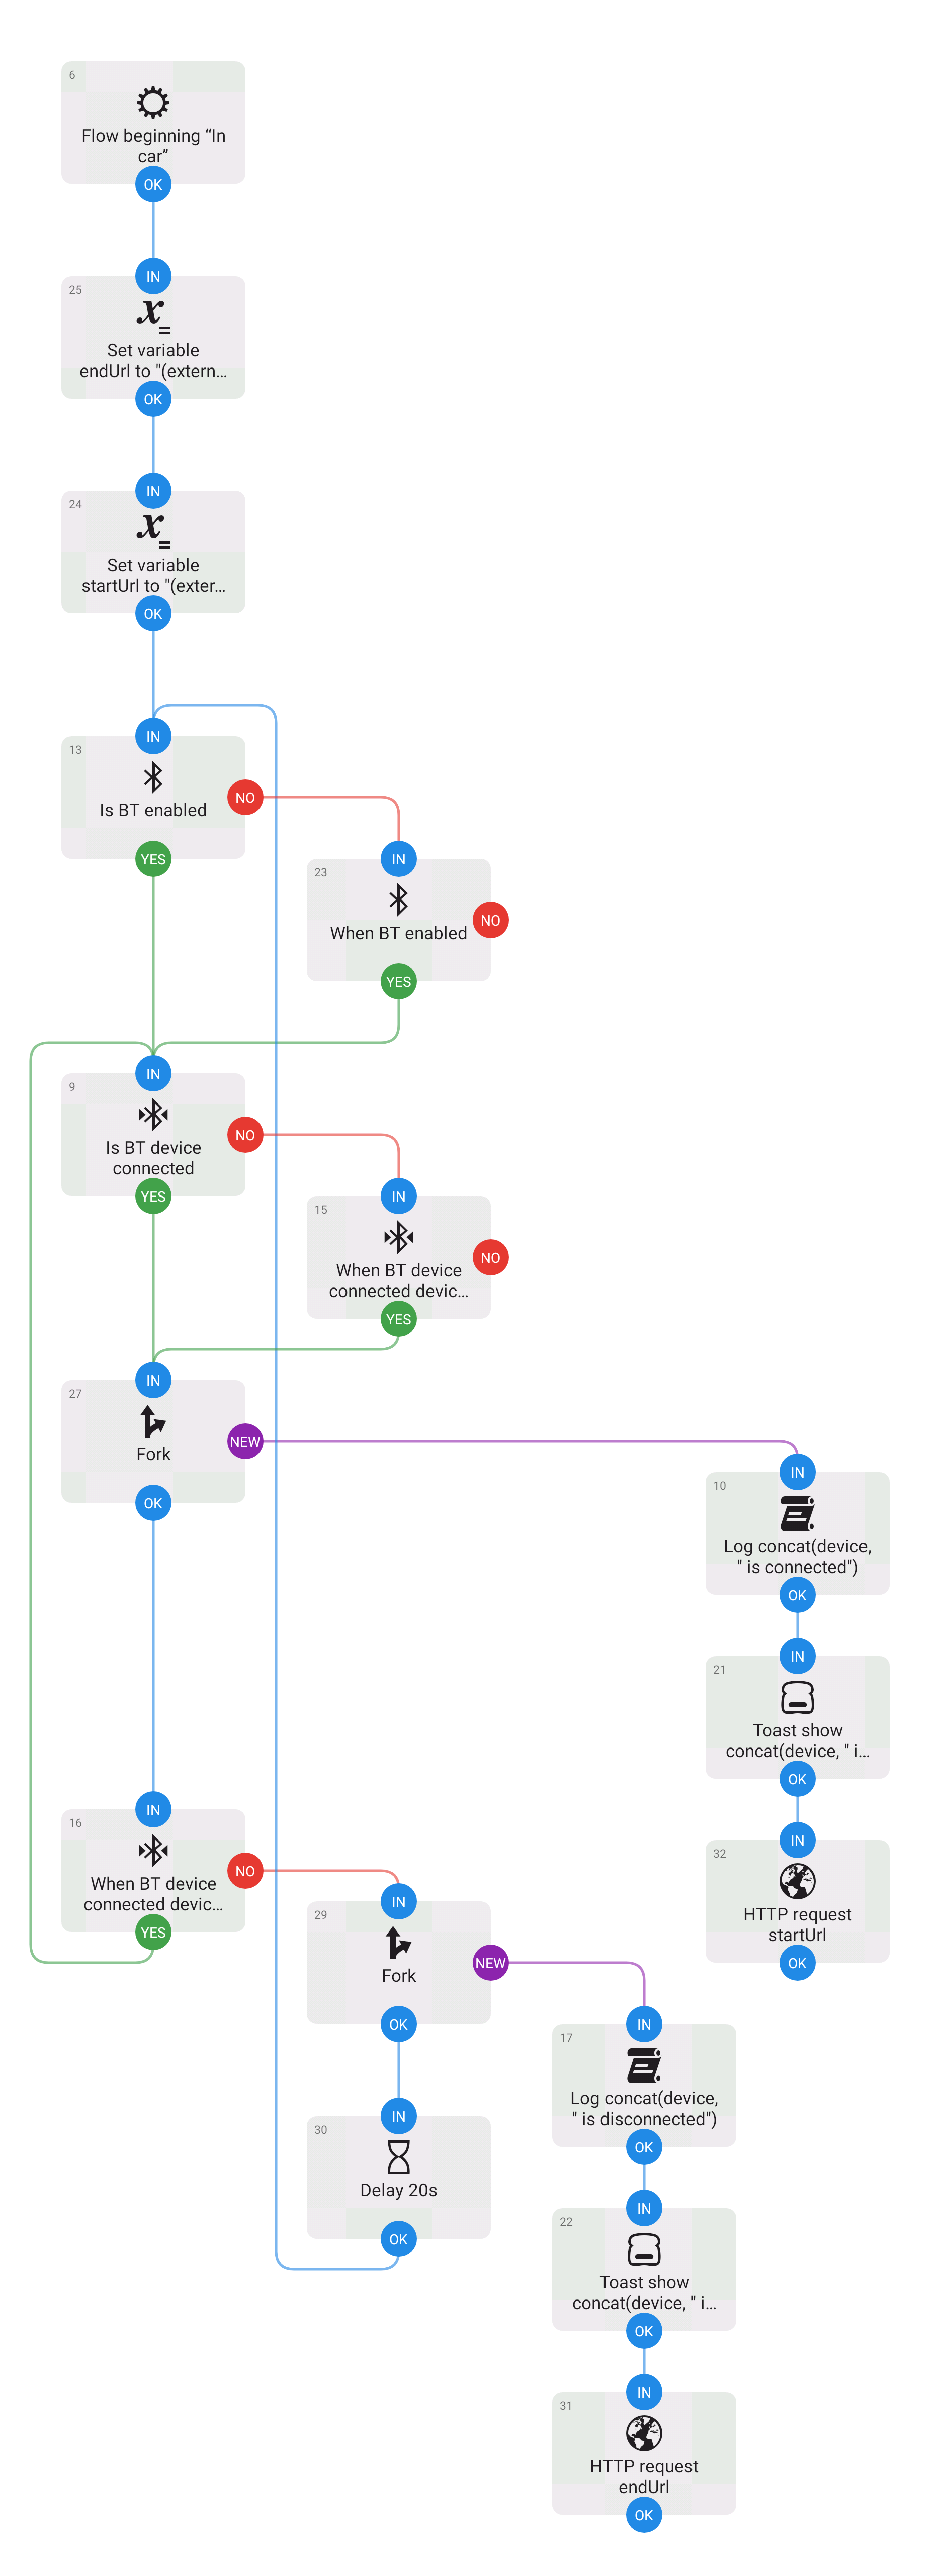 6
Flow beginning “In
car”
OK
IN
25
x=
Set variable
endUrl to "(extern...
OK
IN
24
x=
Set variable
startUrl to "(exter...
OK
IN
13
Is BT enabled
NO
YES
IN
23
When BT enabled
NO
YES
IN
9
Is BT device
connected
NO
YES
IN
15
When BT device
connected devic...
NO
YES
IN
27
Fork
NEW
OK
IN
10
Log concat(device,
" is connected")
OK
IN
21
Toast show
concat(device, " i...
OK
IN
32
HTTP request
startUrl
OK
IN
16
When BT device
connected devic...
NO
YES
IN
29
Fork
NEW
OK
IN
30
Delay 20s
OK
IN
17
Log concat(device,
" is disconnected")
OK
IN
22
Toast show
concat(device, " i...
OK
IN
31
HTTP request
endUrl
OK